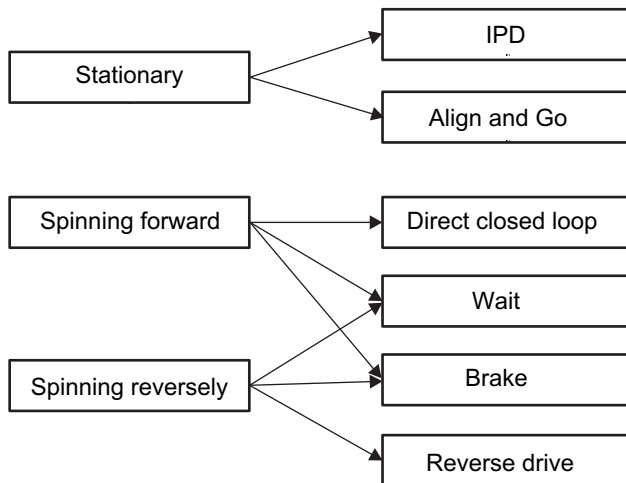 IPD
Stationary
Align and Go
Spinning forward
Direct closed loop
Wait
Spinning reversely
Brake
Reverse drive